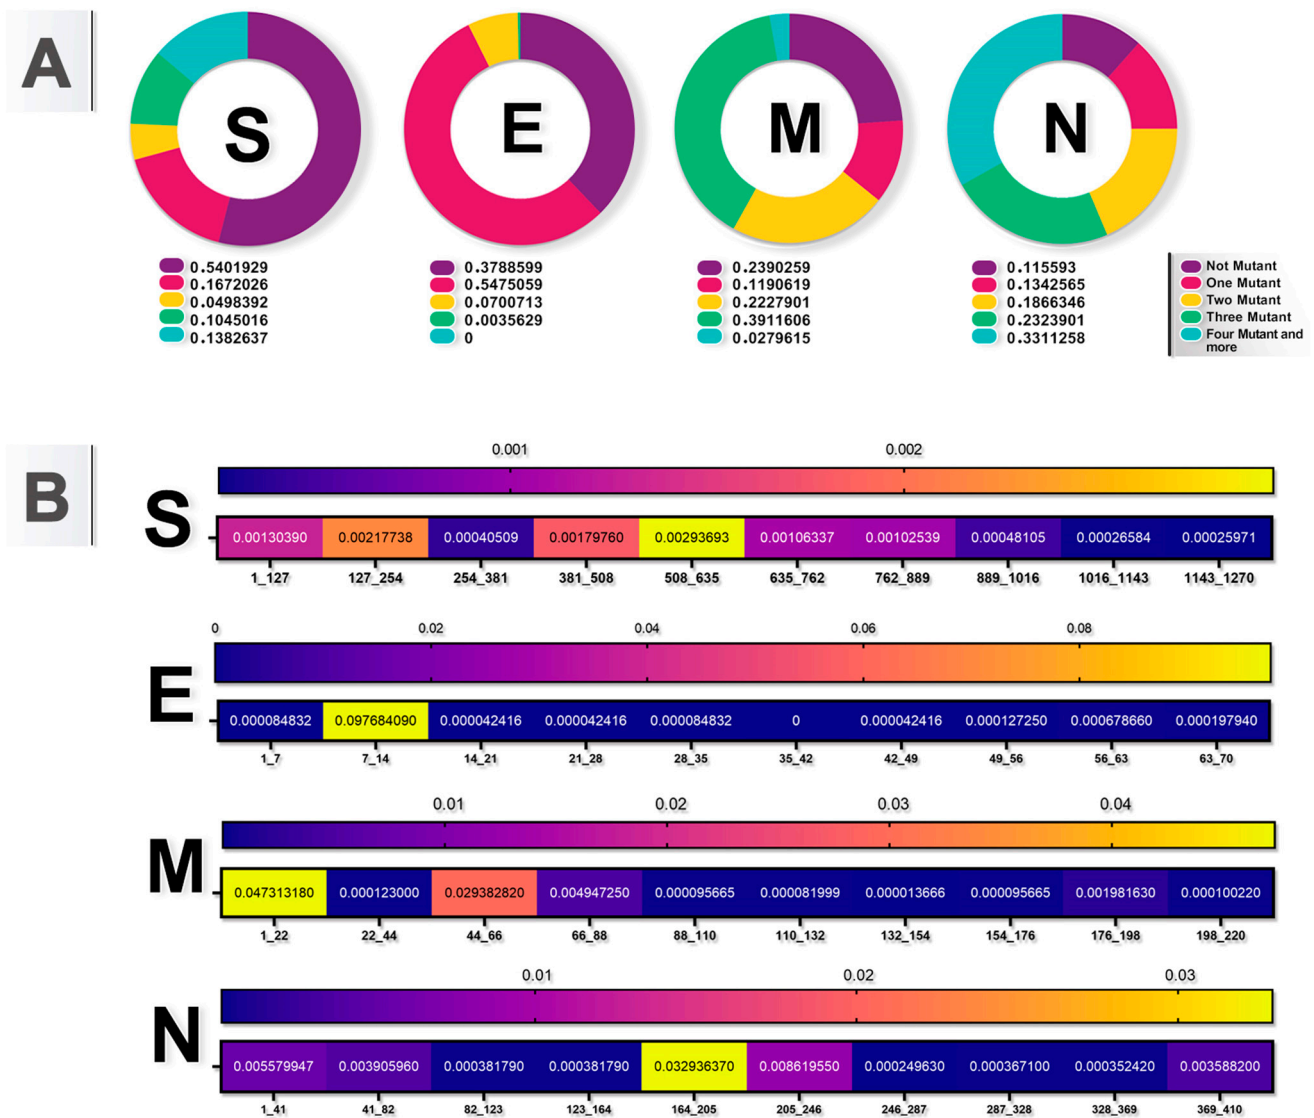 A
S
E
M
N
0.5401929
0.1672026
0.0498392
0.1045016
0.1382637
0.3788599
0.5475059
0.0700713
0.0035629
0
0.2390259
0.1190619
0.2227901
0.3911606
0.0279615
0.115593
0.1342565
0.1866346
0.2323901
0.3311258
Not Mutant
One Mutant
Two Mutant
Three Mutant
Four Mutant and
more
B
0.001 0.002
S
0.00130390 0.00217738 0.00040509 0.00179760 0.00293693 0.00106337 0.00102539 0.00048105 0.00026584 0.00025971
1_127 127_254 254_381 381_508 508_635 635_762 762_889 889_1016 1016_1143 1143_1270
0 0.02 0.04 0.06 0.08
E
0.000084832 0.097684090 0.000042416 0.000042416 0.000084832 0 0.000042416 0.000127250 0.000678660 0.000197940
1_7 7_14 14_21 21_28 28_35 35_42 42_49 49_56 56_63 63_70
0.01 0.02 0.03 0.04
M
0.047313180 0.000123000 0.029382820 0.004947250 0.000095665 0.000081999 0.000013666 0.000095665 0.001981630 0.000100220
1_22 22_44 44_66 66_88 88_110 110_132 132_154 154_176 176_198 198_220
0.01 0.02 0.03
N
0.005579947 0.003905960 0.000381790 0.000381790 0.032936370 0.008619550 0.000249630 0.000367100 0.000352420 0.003588200
1_41 41_82 82_123 123_164 164_205 205_246 246_287 287_328 328_369 369_410